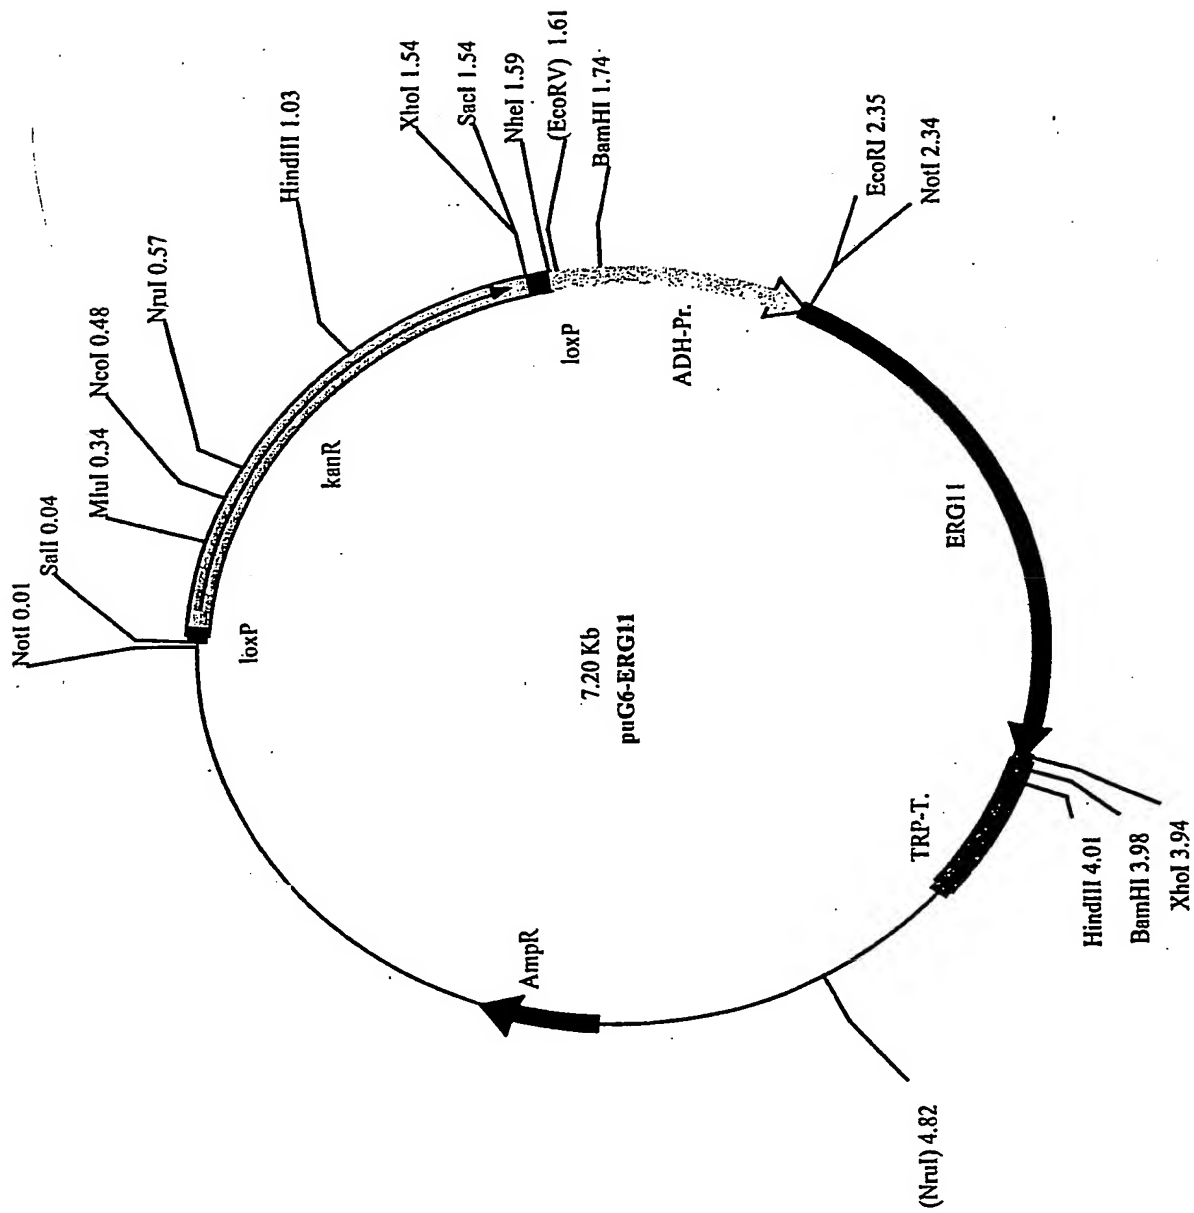 NotI 0.01
SalI 0.04
MluI 0.34
NcoI 0.48
NruI 0.57
HindIII 1.03
XhoI 1.54
SacI 1.54
NheI 1.59
(EcoRV) 1.61
BamHI 1.74
EcoRI 2.35
NotI 2.34
loxP
kanR
loxP
ADH-Pr.
ERG11
7.20 Kb
puG6-ERG11
TRP-T.
HindIII 4.01
BamHI 3.98
XhoI 3.94
AmpR
(NruI) 4.82